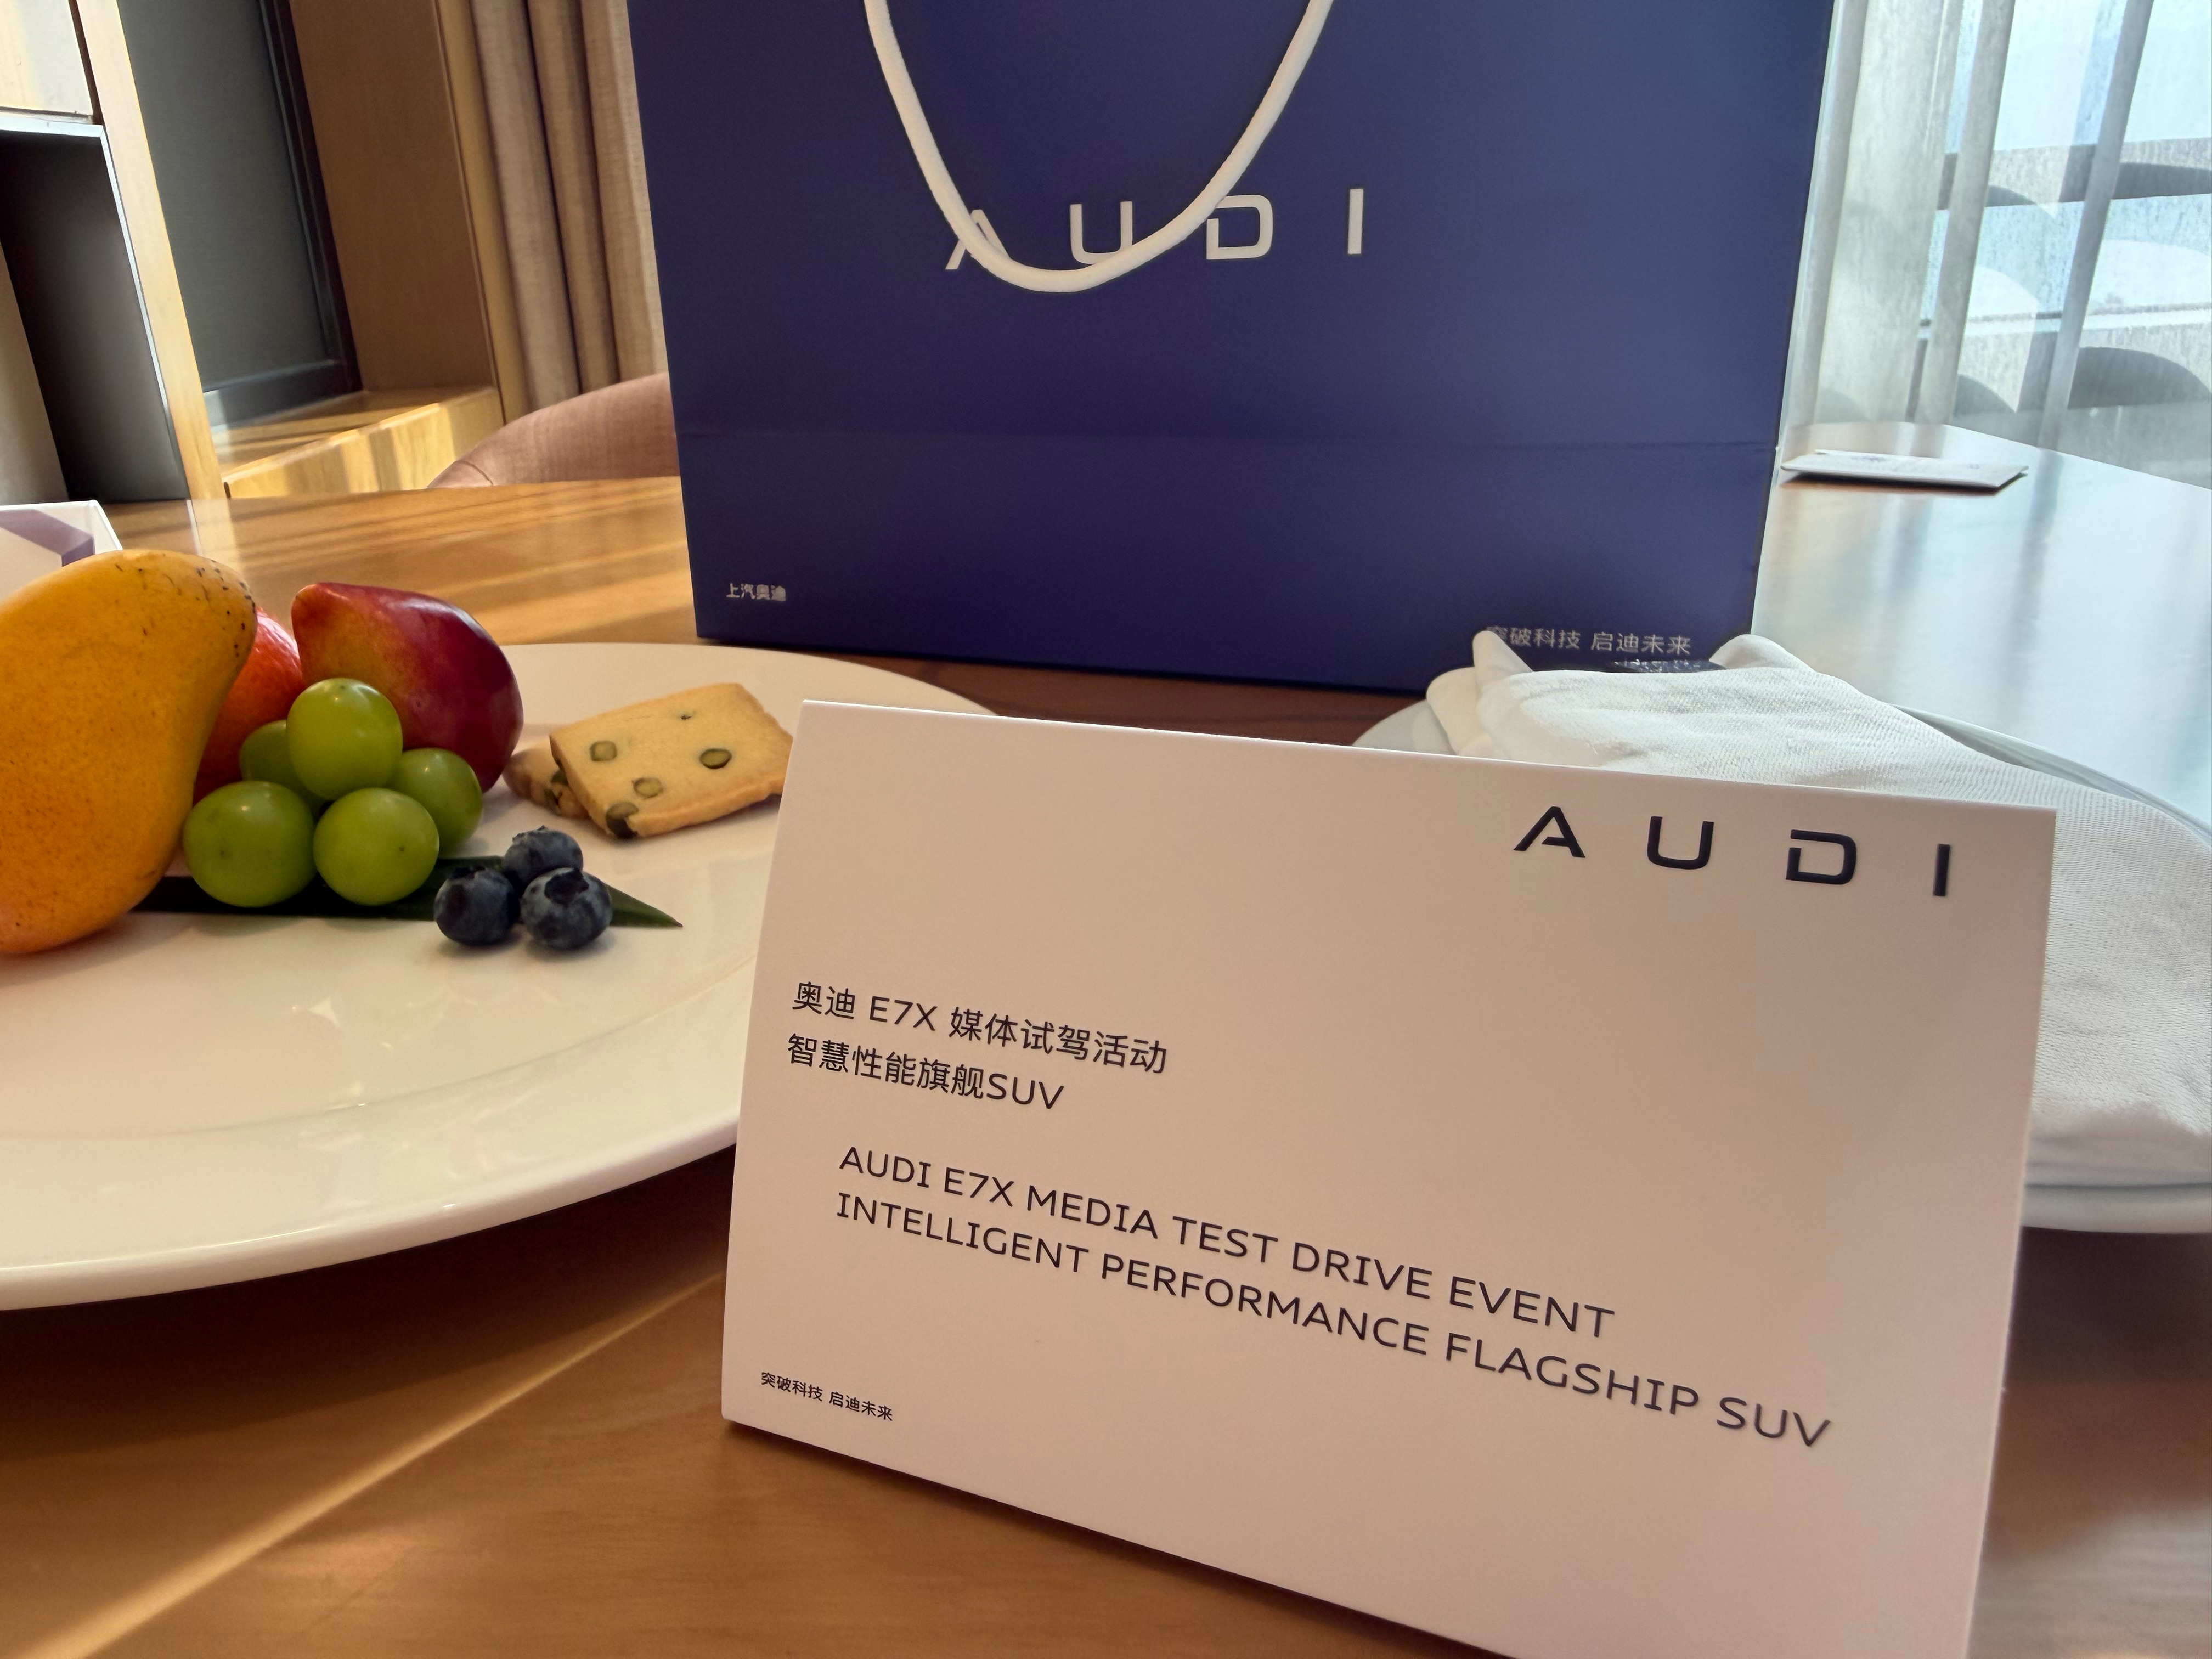 AUDI
上汽奥迪
突破科技 启迪未来
AUDI
奥迪 E7X 媒体试驾活动
智慧性能旗舰SUV
AUDI E7X MEDIA TEST DRIVE EVENT
INTELLIGENT PERFORMANCE FLAGSHIP SUV
突破科技 启迪未来